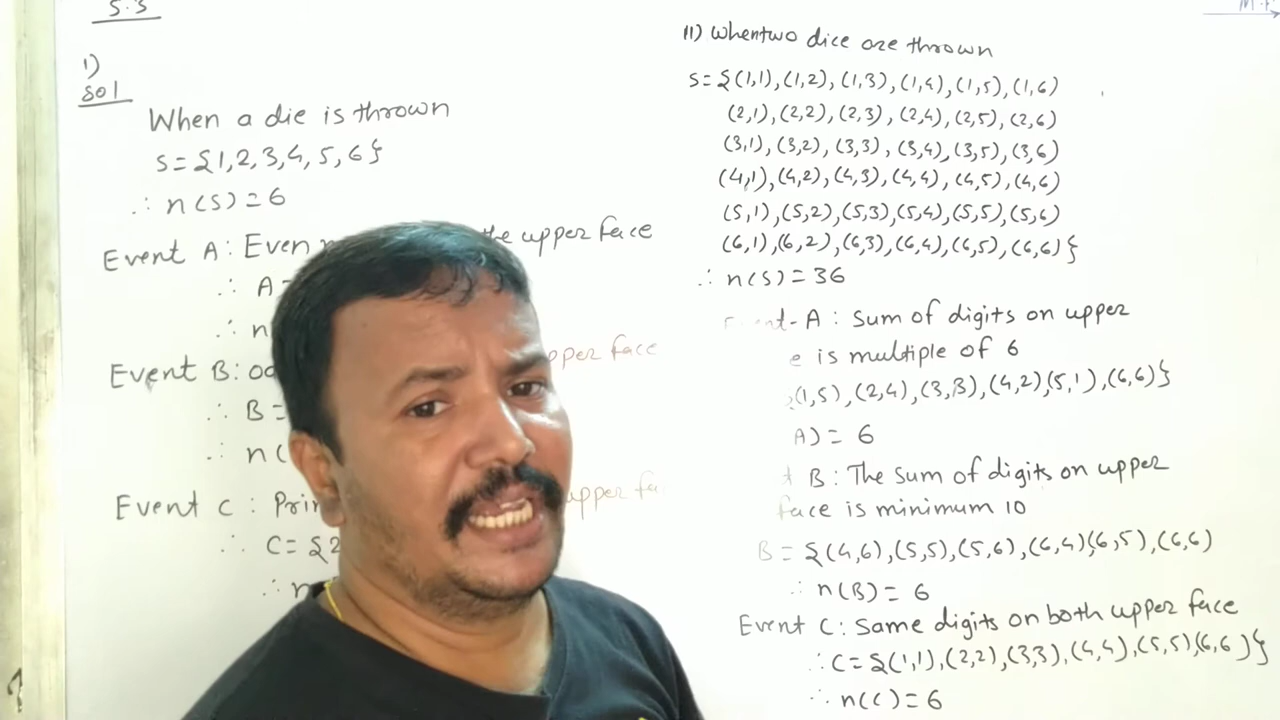 5.3
1)
Sol
When a die is thrown
S={1,2,3,4,5,6}
∴ n(S)=6
Event A: Even the upper face
∴ A=
∴ n
Event B: upper face
∴ B=
∴ n(
Event C: upper
∴ C={2
∴ n
II) When two dice are thrown
S={(1,1),(1,2),(1,3),(1,4),(1,5),(1,6)
(2,1),(2,2),(2,3),(2,4),(2,5),(2,6)
(3,1),(3,2),(3,3),(3,4),(3,5),(3,6)
(4,1),(4,2),(4,3),(4,4),(4,5),(4,6)
(5,1),(5,2),(5,3),(5,4),(5,5),(5,6)
(6,1),(6,2),(6,3),(6,4),(6,5),(6,6)}
∴ n(S)=36
A: Sum of digits on upper
is multiple of 6
(1,5),(2,4),(3,3),(4,2),(5,1),(6,6)}
A)=6
B: The sum of digits on upper
face is minimum 10
B={(4,6),(5,5),(5,6),(6,4)(6,5),(6,6)
∴ n(B)=6
Event C: Same digits on both upper face
∴ C={(1,1),(2,2),(3,3),(4,4),(5,5)(6,6)}
∴ n(C)=6